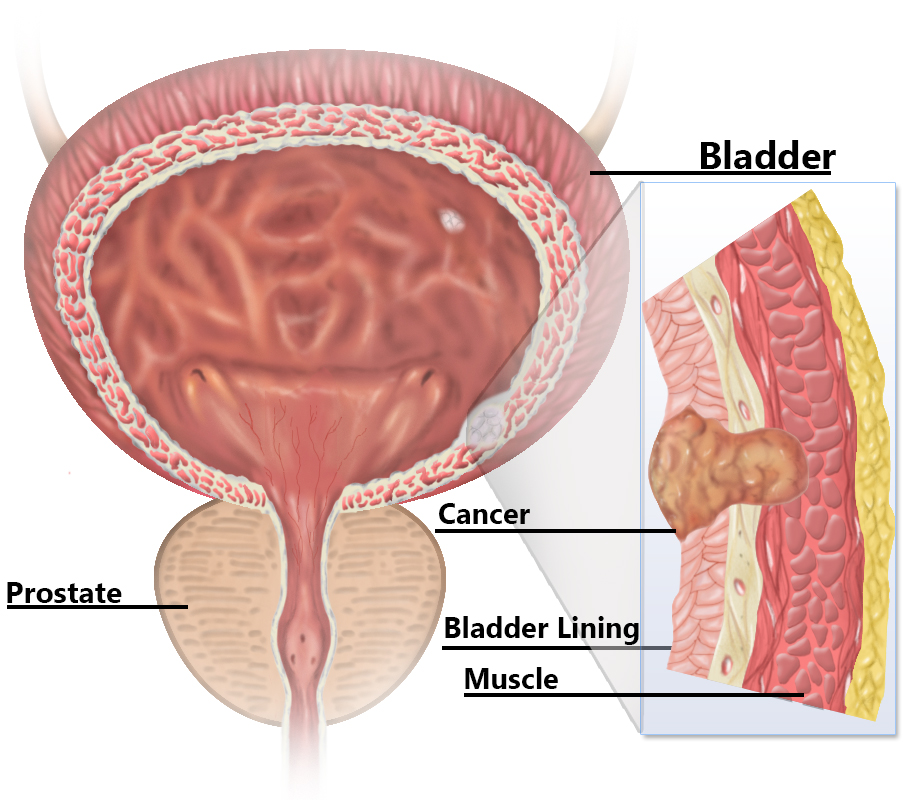 Bladder
Cancer
Prostate
Bladder Lining
Muscle